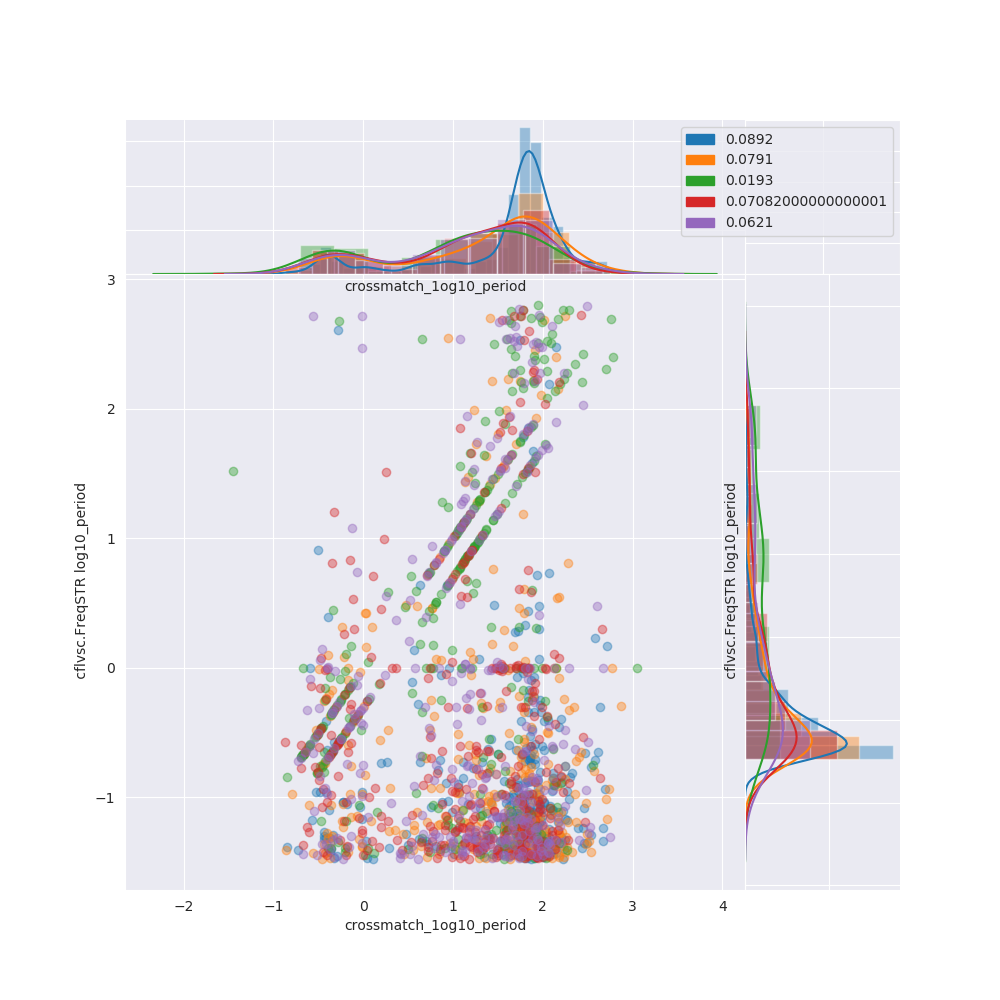 0.0892
0.0791
0.0193
0.07082000000000001
0.0621
crossmatch_1og10_period
3
2
1
0
−1
cflvsc.FreqSTR log10_period
cflvsc.FreqSTR log10_period
−2 −1 0 1 2 3 4
crossmatch_1og10_period